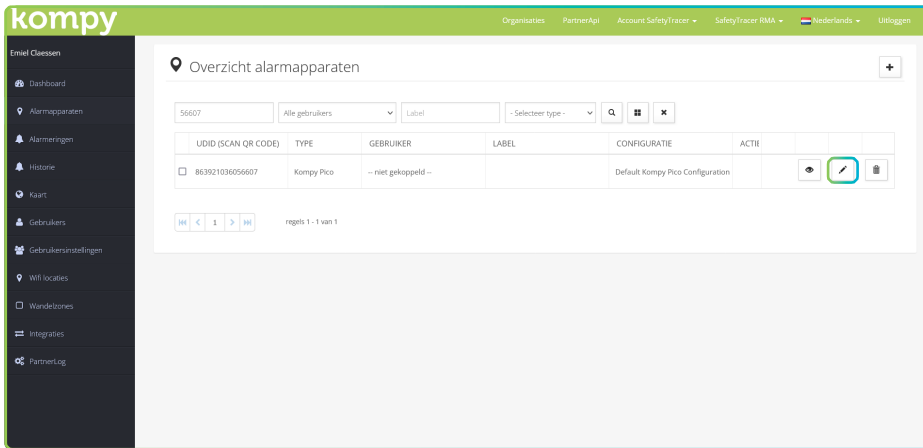 kompy
Organisaties PartnerApi Account SafetyTracer SafetyTracer RMA Nederlands Uitloggen
Emiel Claessen
Dashboard
Alarmapparaten
Alarmeringen
Historie
Kaart
Gebruikers
Gebruikersinstellingen
Wifi locaties
Wandelzones
Integraties
PartnerLog
Overzicht alarmapparaten
56607 Alle gebruikers Label - Selecteer type -
UDID (SCAN QR CODE) TYPE GEBRUIKER LABEL CONFIGURATIE ACTIE
863921036056607 Kompy Pico -- niet gekoppeld -- Default Kompy Pico Configuration
1 regels 1 - 1 van 1